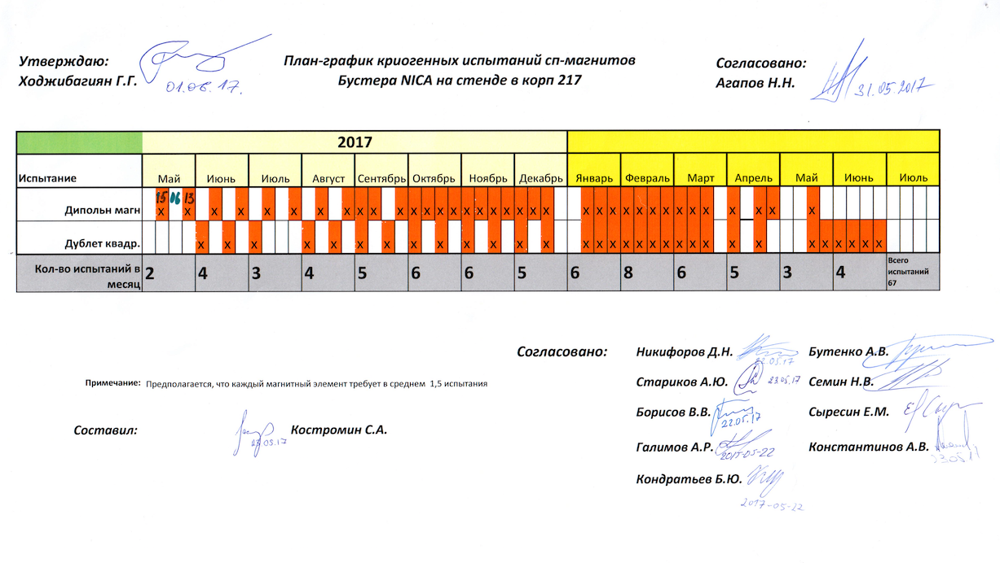 Утверждаю:
Ходжибагиян Г.Г.
01.06.17.
План-график криогенных испытаний сп-магнитов
Бустера NICA на стенде в корп 217
Согласовано:
Агапов Н.Н.
31.05.2017
2017
Испытание Май Июнь Июль Август Сентябрь Октябрь Ноябрь Декабрь Январь Февраль Март Апрель Май Июнь Июль
15 06 13
Дипольн магн x x x x x x x x x x x x x x x x x x x x x x x x x x x x x x x x x x x x x
Дублет квадр. x x x x x x x x x x x x x x x x x x x x x x x x x x x x x x
Кол-во испытаний в месяц 2 4 3 4 5 6 6 5 6 8 6 5 3 4 Всего испытаний 67
Согласовано:
Никифоров Д.Н. 22.05.17 Бутенко А.В.
Стариков А.Ю. 23.05.17 Семин Н.В.
Борисов В.В. 22.05.17 Сыресин Е.М.
Галимов А.Р. 2017-05-22 Константинов А.В.
Кондратьев Б.Ю.
2017-05-22
Примечание: Предполагается, что каждый магнитный элемент требует в среднем 1,5 испытания
Составил: Костромин С.А.
23.05.17